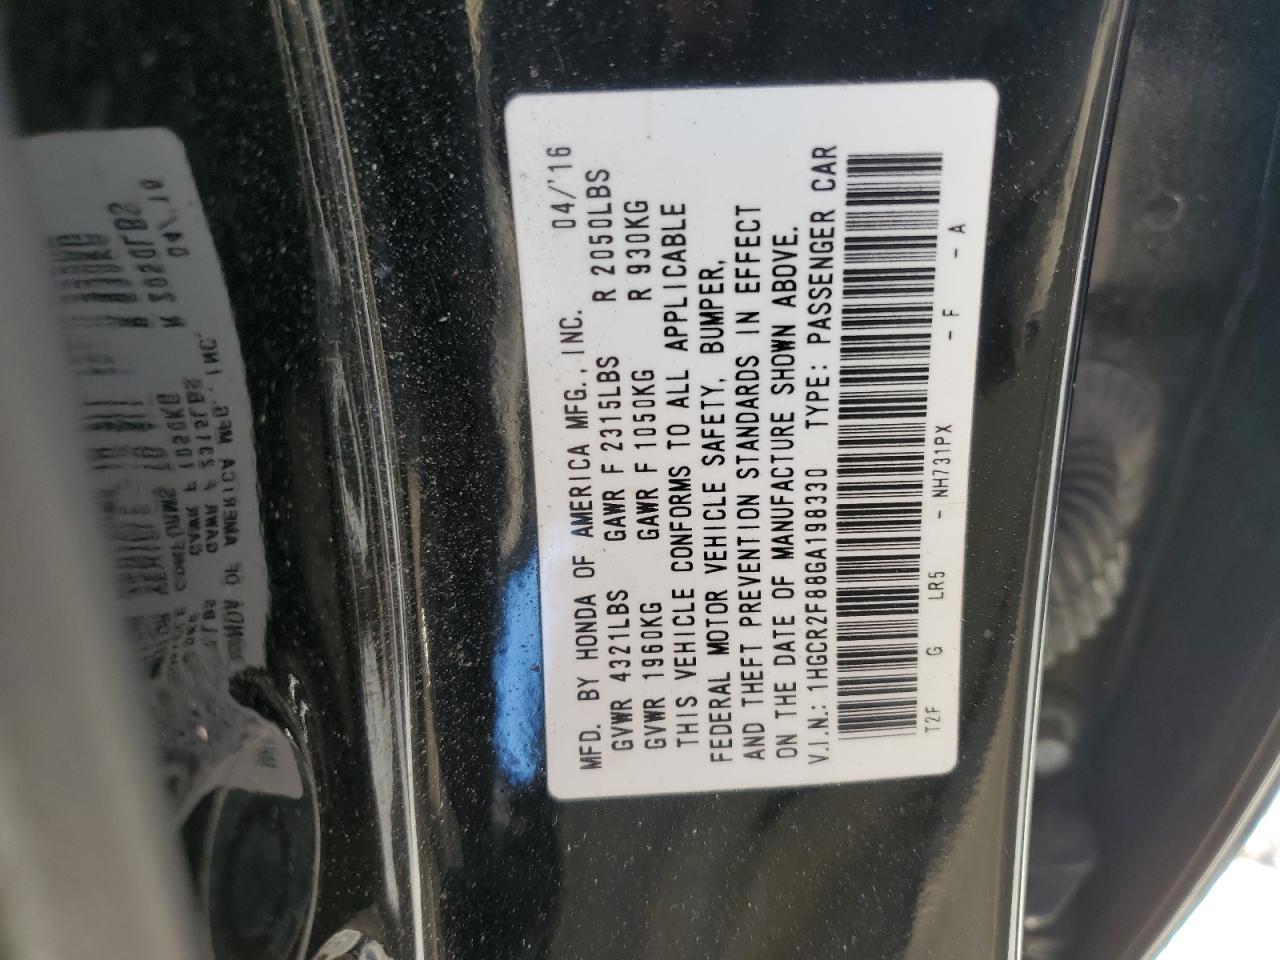 MFD. BY HONDA OF AMERICA MFG.,INC. 04/'16
GVWR 4321LBS GAWR F 2315LBS R 2050LBS
GVWR 1960KG GAWR F 1050KG R 930KG
THIS VEHICLE CONFORMS TO ALL APPLICABLE
FEDERAL MOTOR VEHICLE SAFETY, BUMPER,
AND THEFT PREVENTION STANDARDS IN EFFECT
ON THE DATE OF MANUFACTURE SHOWN ABOVE.
V.I.N.: 1HGCR2F88GA198330 TYPE: PASSENGER CAR
T2F G LR5 - NH731PX - F - A